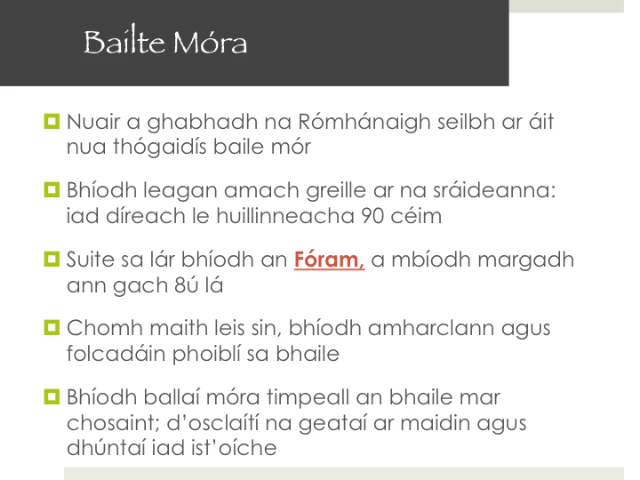 Bailte Móra
Nuair a ghabhadh na Rómhánaigh seilbh ar áit
nua thógaidís baile mór
Bhíodh leagan amach greille ar na sráideanna:
iad díreach le huillinneacha 90 céim
Suite sa lár bhíodh an Fóram, a mbíodh margadh
ann gach 8ú lá
Chomh maith leis sin, bhíodh amharclann agus
folcadáin phoiblí sa bhaile
Bhíodh ballaí móra timpeall an bhaile mar
chosaint; d’osclaítí na geataí ar maidin agus
dhúntaí iad ist’oíche